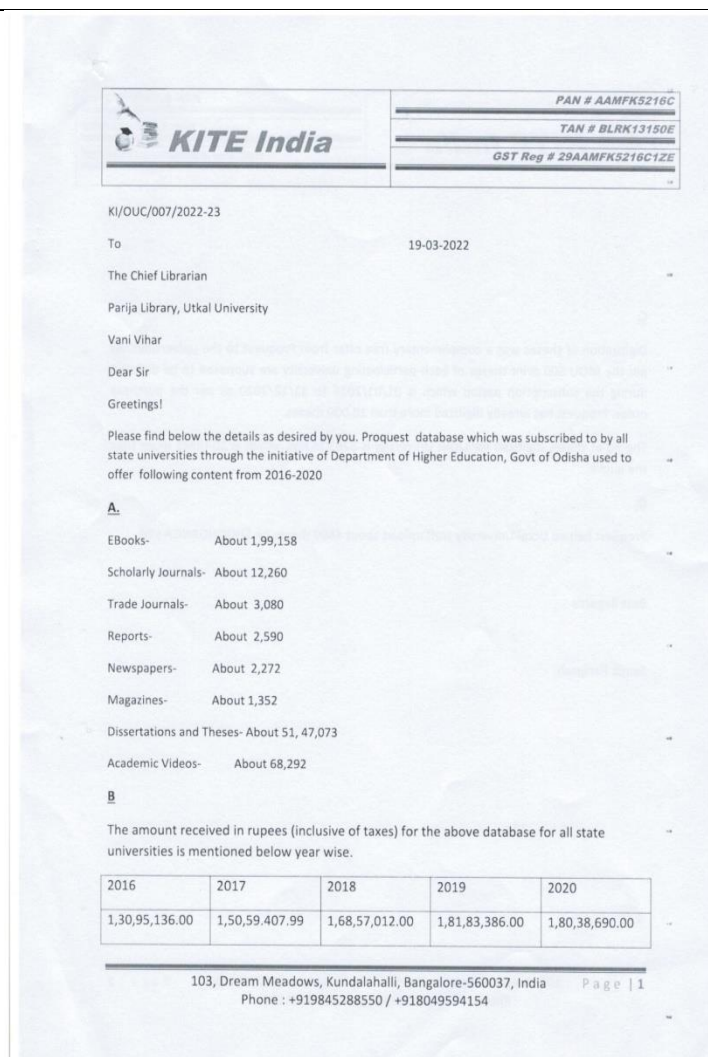 KITE India
PAN # AAMFK5216C
TAN # BLRK13150E
GST Reg # 29AAMFK5216C1ZE
KI/OUC/007/2022-23
To 19-03-2022
The Chief Librarian
Parija Library, Utkal University
Vani Vihar
Dear Sir
Greetings!
Please find below the details as desired by you. Proquest database which was subscribed to by all
state universities through the initiative of Department of Higher Education, Govt of Odisha used to
offer following content from 2016-2020
A.
EBooks- About 1,99,158
Scholarly Journals- About 12,260
Trade Journals- About 3,080
Reports- About 2,590
Newspapers- About 2,272
Magazines- About 1,352
Dissertations and Theses- About 51, 47,073
Academic Videos- About 68,292
B
The amount received in rupees (inclusive of taxes) for the above database for all state
universities is mentioned below year wise.
2016 2017 2018 2019 2020
1,30,95,136.00 1,50,59.407.99 1,68,57,012.00 1,81,83,386.00 1,80,38,690.00
103, Dream Meadows, Kundalahalli, Bangalore-560037, India Page | 1
Phone : +919845288550 / +918049594154